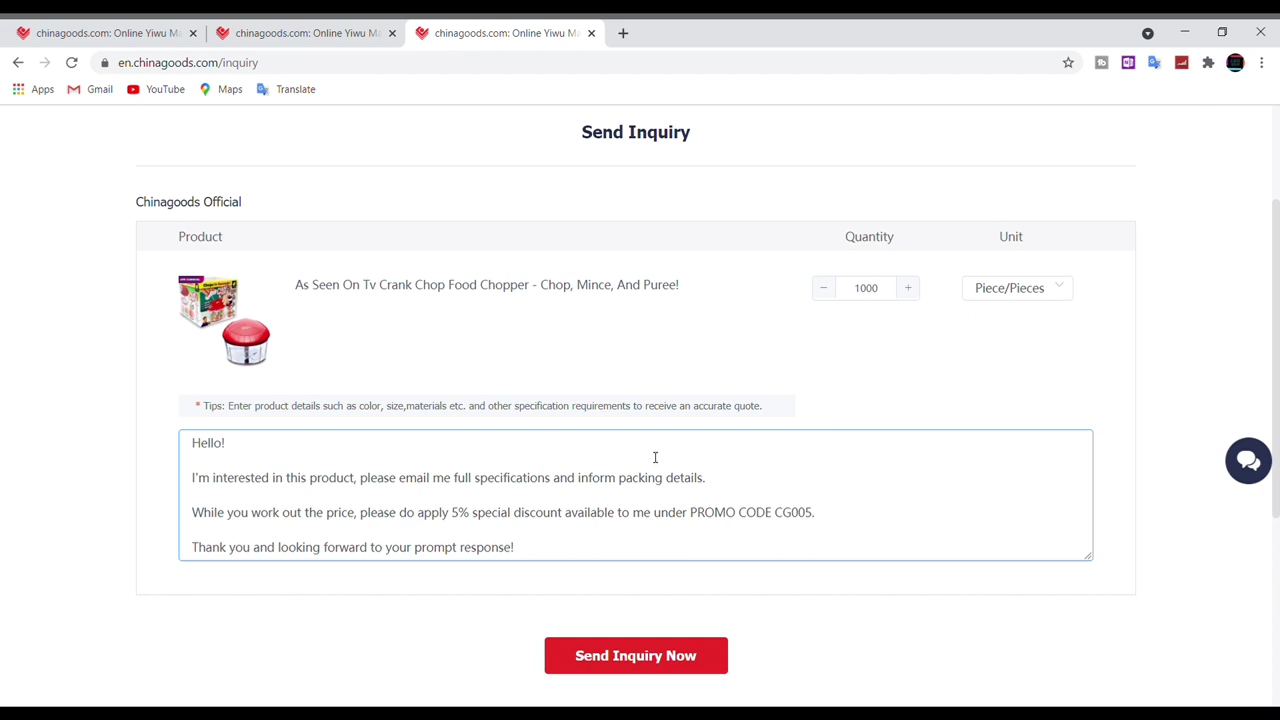 chinagoods.com: Online Yiwu Ma
chinagoods.com: Online Yiwu Ma
chinagoods.com: Online Yiwu Ma
en.chinagoods.com/inquiry
Apps Gmail YouTube Maps Translate
Send Inquiry
Chinagoods Official
Product Quantity Unit
As Seen On Tv Crank Chop Food Chopper - Chop, Mince, And Puree! 1000 Piece/Pieces
* Tips: Enter product details such as color, size,materials etc. and other specification requirements to receive an accurate quote.
Hello!
I'm interested in this product, please email me full specifications and inform packing details.
While you work out the price, please do apply 5% special discount available to me under PROMO CODE CG005.
Thank you and looking forward to your prompt response!
Send Inquiry Now